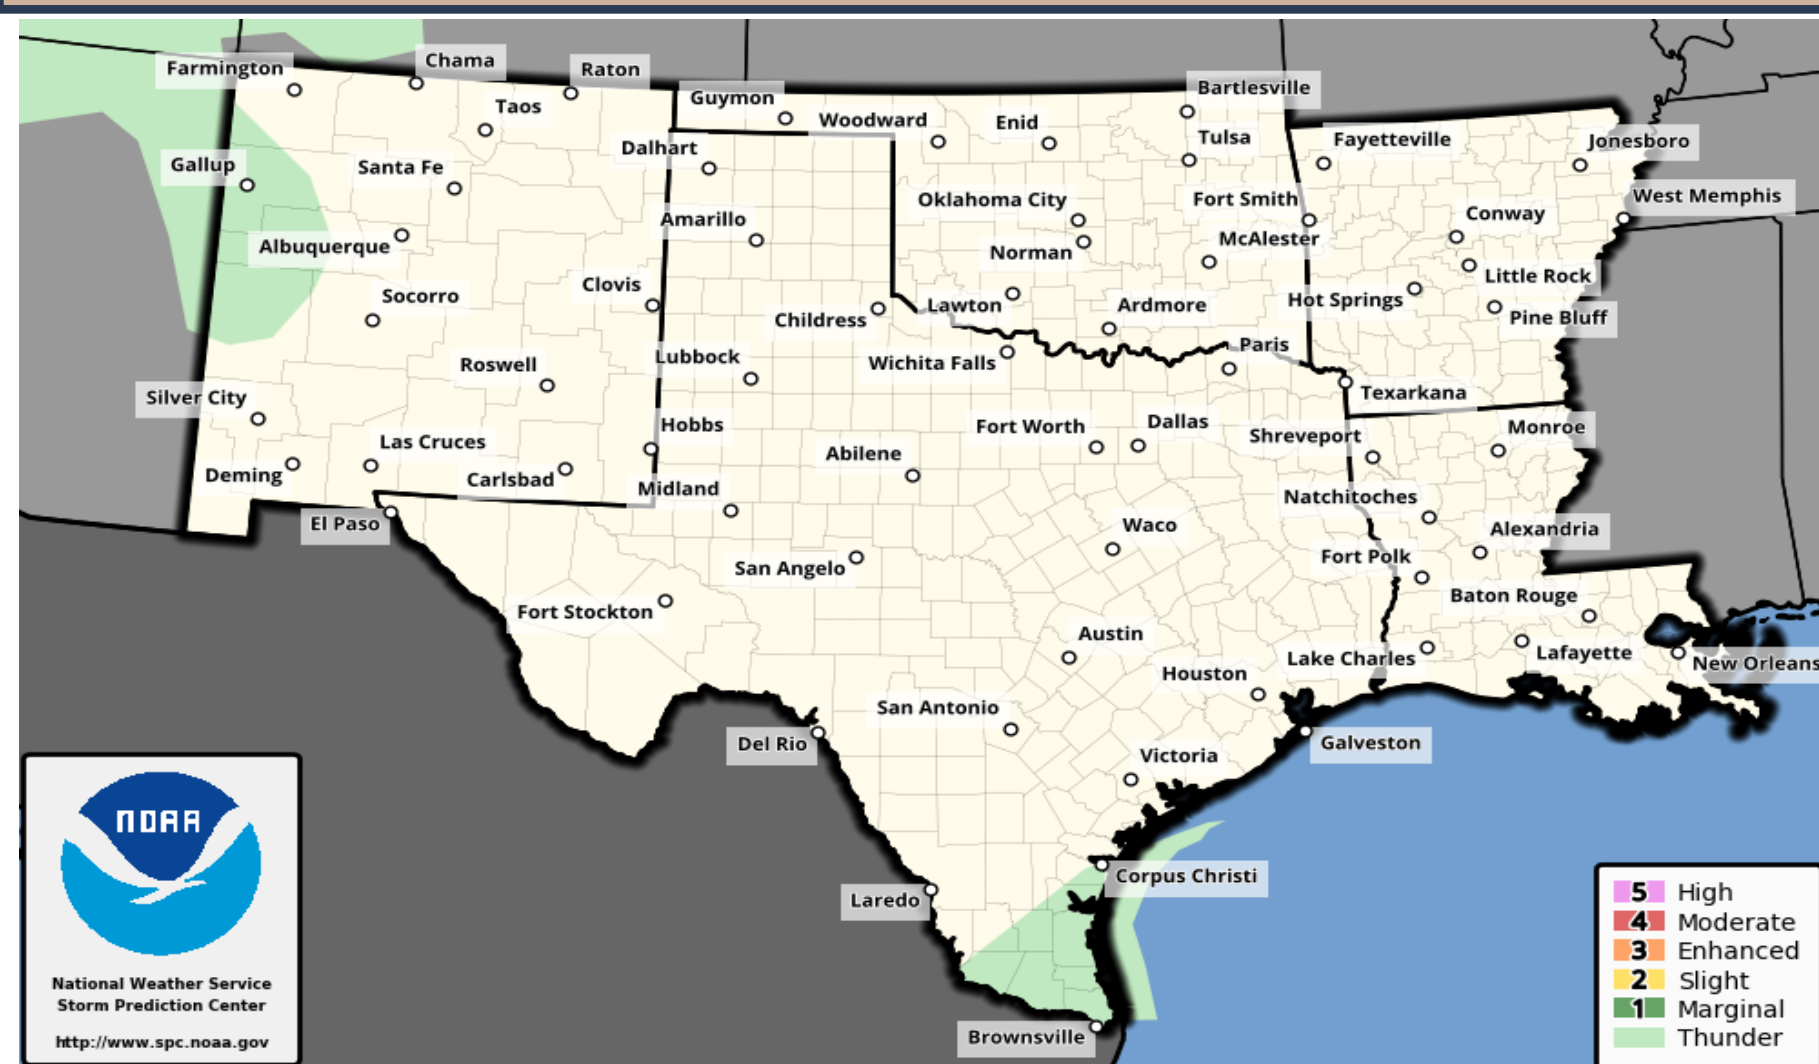 Farmington
Chama
Raton
Taos
Guymon
Woodward
Enid
Bartlesville
Tulsa
Fayetteville
Jonesboro
Gallup
Santa Fe
Dalhart
Oklahoma City
Fort Smith
West Memphis
Conway
Albuquerque
Amarillo
Norman
McAlester
Little Rock
Socorro
Clovis
Childress
Lawton
Ardmore
Hot Springs
Pine Bluff
Roswell
Lubbock
Wichita Falls
Paris
Silver City
Texarkana
Las Cruces
Hobbs
Fort Worth
Dallas
Shreveport
Monroe
Deming
Carlsbad
Midland
Abilene
Natchitoches
El Paso
Waco
Alexandria
San Angelo
Fort Polk
Fort Stockton
Baton Rouge
Austin
Lake Charles
Lafayette
New Orleans
Houston
San Antonio
Del Rio
Victoria
Galveston
Laredo
Corpus Christi
Brownsville
NOAA
National Weather Service
Storm Prediction Center
http://www.spc.noaa.gov
5 High
4 Moderate
3 Enhanced
2 Slight
1 Marginal
Thunder